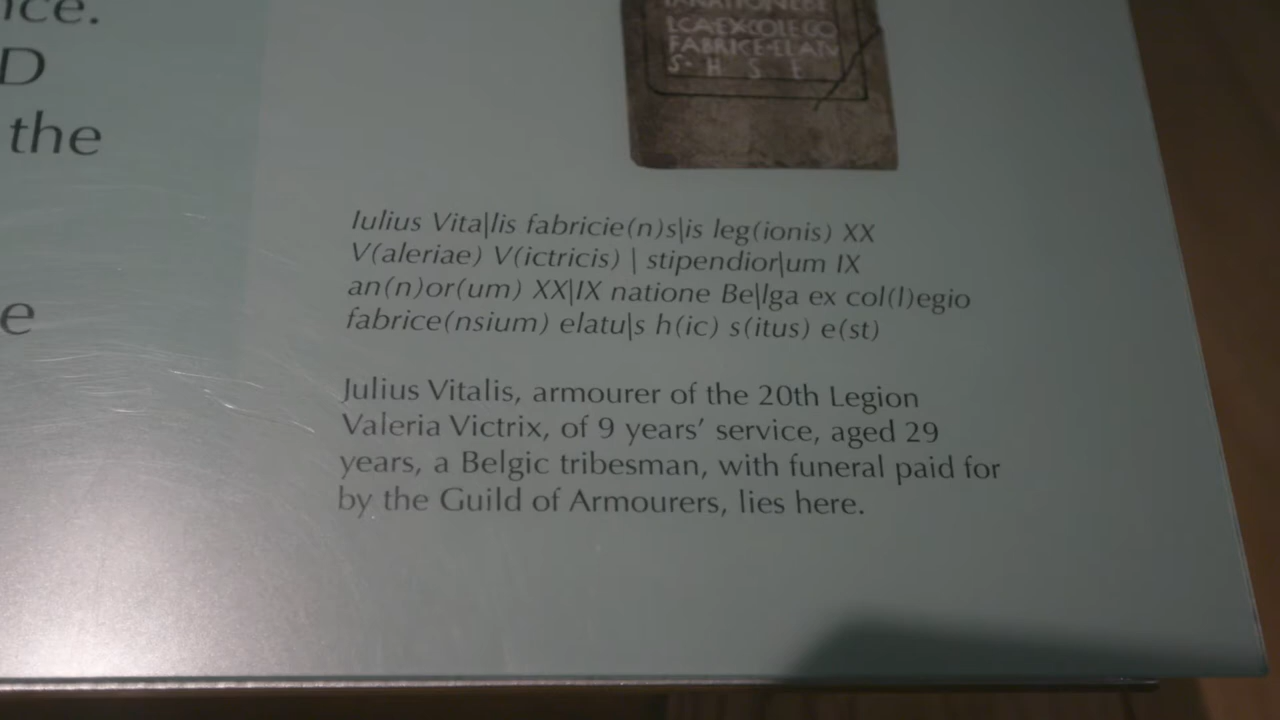 nce.
D
the
e
LCAEXCOLEGO
FABRICE·ELATV
S· H S E
Iulius Vita|lis fabricie(n)s|is leg(ionis) XX
V(aleriae) V(ictricis) | stipendior|um IX
an(n)or(um) XX|IX natione Be|lga ex col(l)egio
fabrice(nsium) elatu|s h(ic) s(itus) e(st)
Julius Vitalis, armourer of the 20th Legion
Valeria Victrix, of 9 years’ service, aged 29
years, a Belgic tribesman, with funeral paid for
by the Guild of Armourers, lies here.